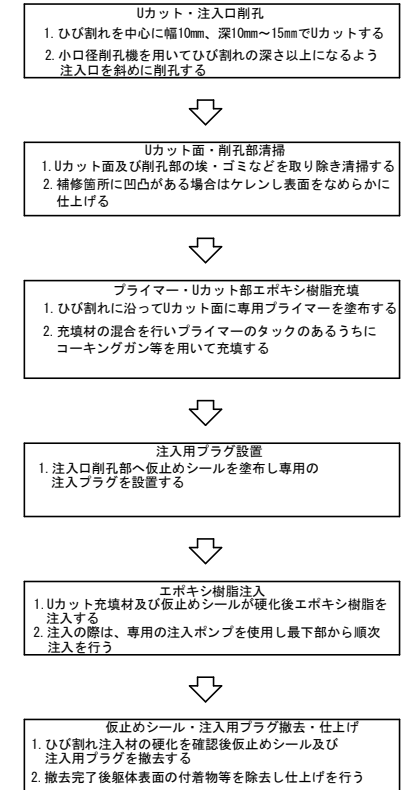 Uカット・注入口削孔
1. ひび割れを中心に幅10㎜、深10㎜～15㎜でUカットする
2. 小口径削孔機を用いてひび割れの深さ以上になるよう
注入口を斜めに削孔する
Uカット面・削孔部清掃
1. Uカット面及び削孔部の埃・ゴミなどを取り除き清掃する
2. 補修箇所に凹凸がある場合はケレンし表面をなめらかに
仕上げる
プライマー・Uカット部エポキシ樹脂充填
1. ひび割れに沿ってUカット面に専用プライマーを塗布する
2. 充填材の混合を行いプライマーのタックのあるうちに
コーキングガン等を用いて充填する
注入用プラグ設置
1. 注入口削孔部へ仮止めシールを塗布し専用の
注入プラグを設置する
エポキシ樹脂注入
1. Uカット充填材及び仮止めシールが硬化後エポキシ樹脂を
注入する
2. 注入の際は、専用の注入ポンプを使用し最下部から順次
注入を行う
仮止めシール・注入用プラグ撤去・仕上げ
1. ひび割れ注入材の硬化を確認後仮止めシール及び
注入用プラグを撤去する
2. 撤去完了後躯体表面の付着物等を除去し仕上げを行う